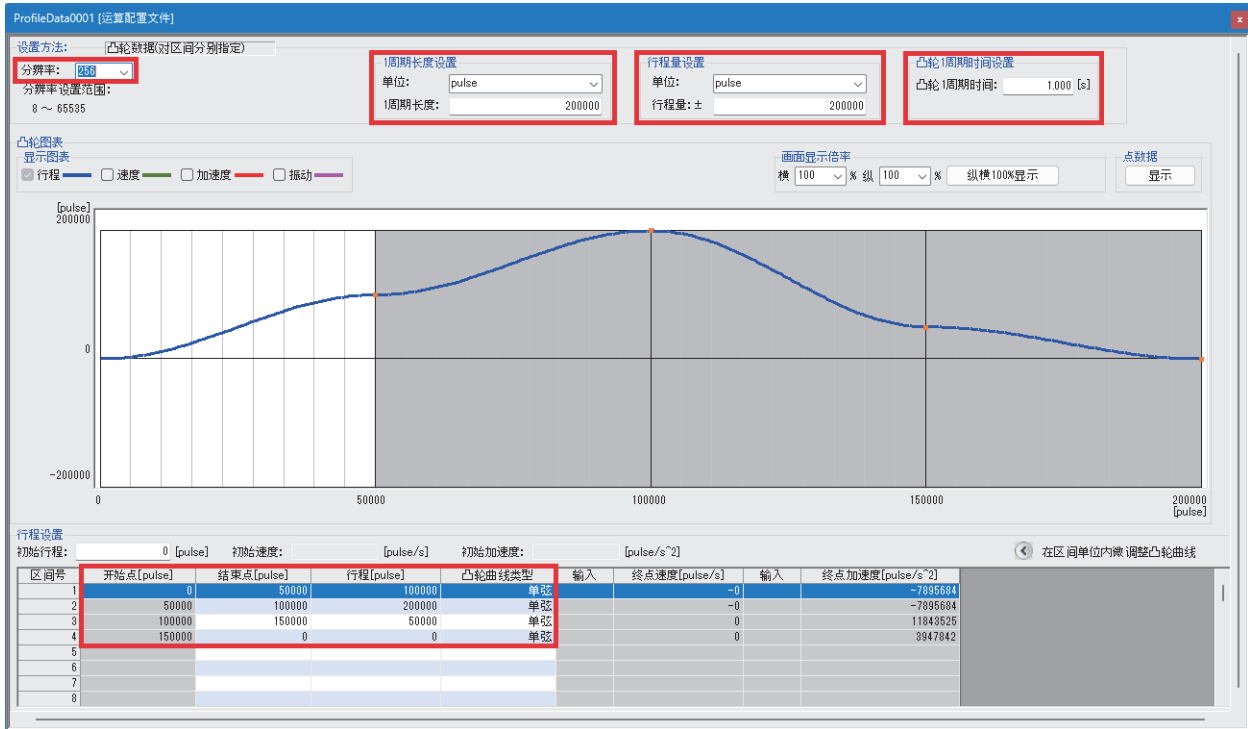 ProfileData0001 [运算配置文件]
设置方法: 凸轮数据(对区间分别指定)
分辨率: 256
分辨率设置范围:
8 ～ 65535
1周期长度设置
单位: pulse
1周期长度: 200000
行程量设置
单位: pulse
行程量: ± 200000
凸轮1周期时间设置
凸轮1周期时间: 1.000 [s]
凸轮图表
显示图表
行程 速度 加速度 振动
画面显示倍率
横 100 % 纵 100 % 纵横100%显示
点数据
显示
[pulse]
200000
0
-200000
0 50000 100000 150000 200000
[pulse]
行程设置
初始行程: 0 [pulse] 初始速度: [pulse/s] 初始加速度: [pulse/s^2] 在区间单位内微调整凸轮曲线
区间号 开始点[pulse] 结束点[pulse] 行程[pulse] 凸轮曲线类型 输入 终点速度[pulse/s] 输入 终点加速度[pulse/s^2]
1 0 50000 100000 单弦 -0 -7895684
2 50000 100000 200000 单弦 -0 -7895684
3 100000 150000 50000 单弦 0 11843525
4 150000 0 0 单弦 0 3947842
5
6
7
8